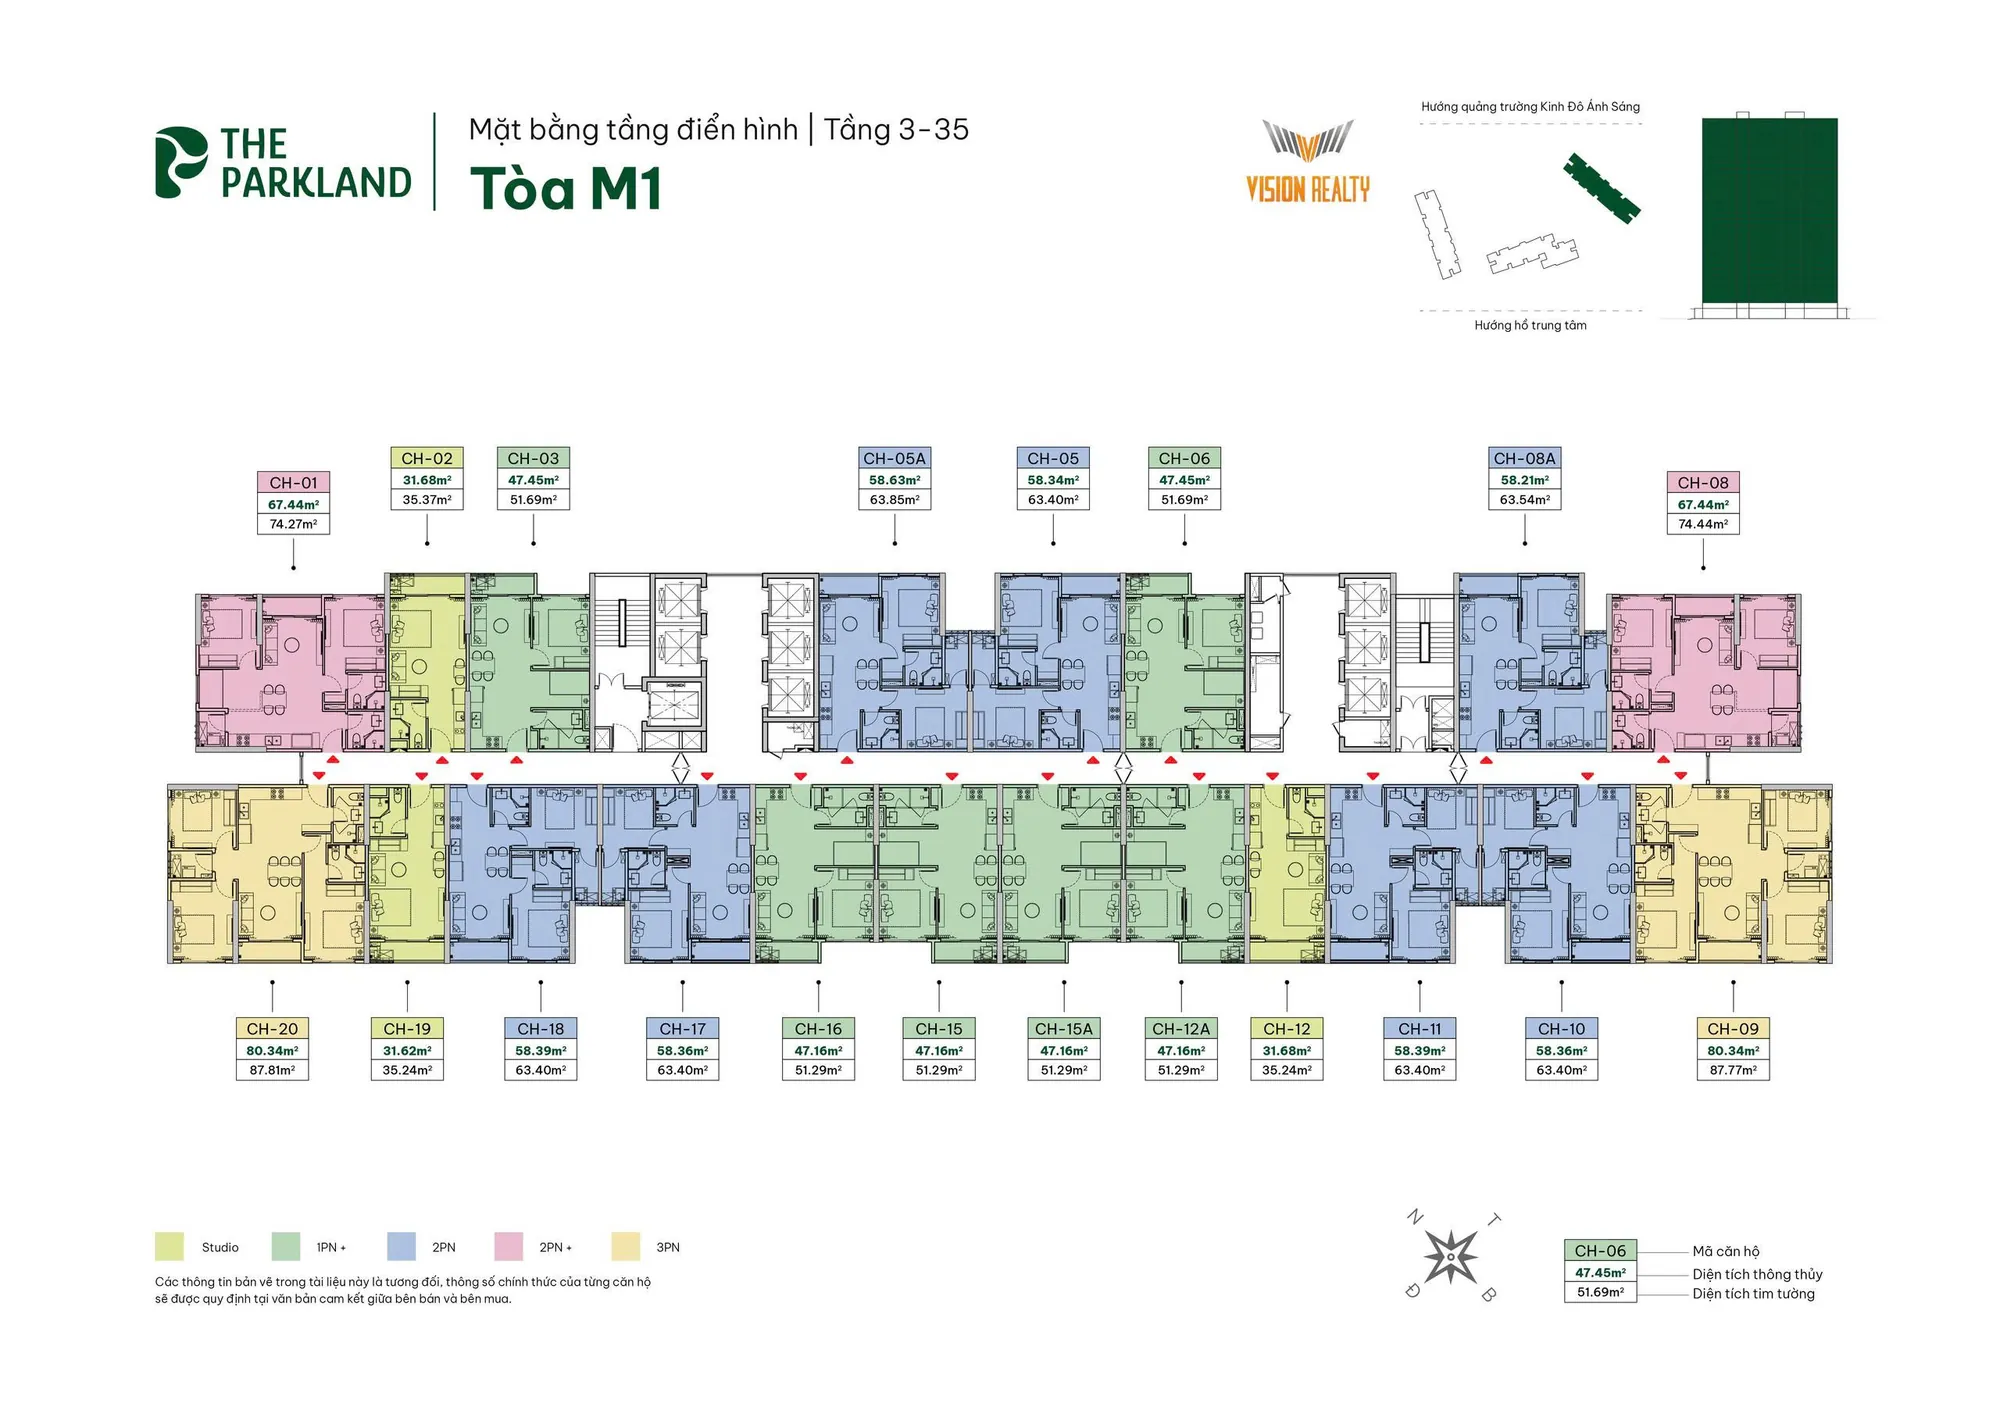 THE
PARKLAND
Mặt bằng tầng điển hình | Tầng 3-35
Tòa M1
VISION REALTY
Hướng quảng trường Kinh Đô Ánh Sáng
Hướng hồ trung tâm
CH-01
67.44m²
74.27m²
CH-02
31.68m²
35.37m²
CH-03
47.45m²
51.69m²
CH-05A
58.63m²
63.85m²
CH-05
58.34m²
63.40m²
CH-06
47.45m²
51.69m²
CH-08A
58.21m²
63.54m²
CH-08
67.44m²
74.44m²
CH-20
80.34m²
87.81m²
CH-19
31.62m²
35.24m²
CH-18
58.39m²
63.40m²
CH-17
58.36m²
63.40m²
CH-16
47.16m²
51.29m²
CH-15
47.16m²
51.29m²
CH-15A
47.16m²
51.29m²
CH-12A
47.16m²
51.29m²
CH-12
31.68m²
35.24m²
CH-11
58.39m²
63.40m²
CH-10
58.36m²
63.40m²
CH-09
80.34m²
87.77m²
Studio
1PN +
2PN
2PN +
3PN
Các thông tin bản vẽ trong tài liệu này là tương đối, thông số chính thức của từng căn hộ
sẽ được quy định tại văn bản cam kết giữa bên bán và bên mua.
N
T
Đ
B
CH-06
Mã căn hộ
47.45m²
Diện tích thông thủy
51.69m²
Diện tích tim tường